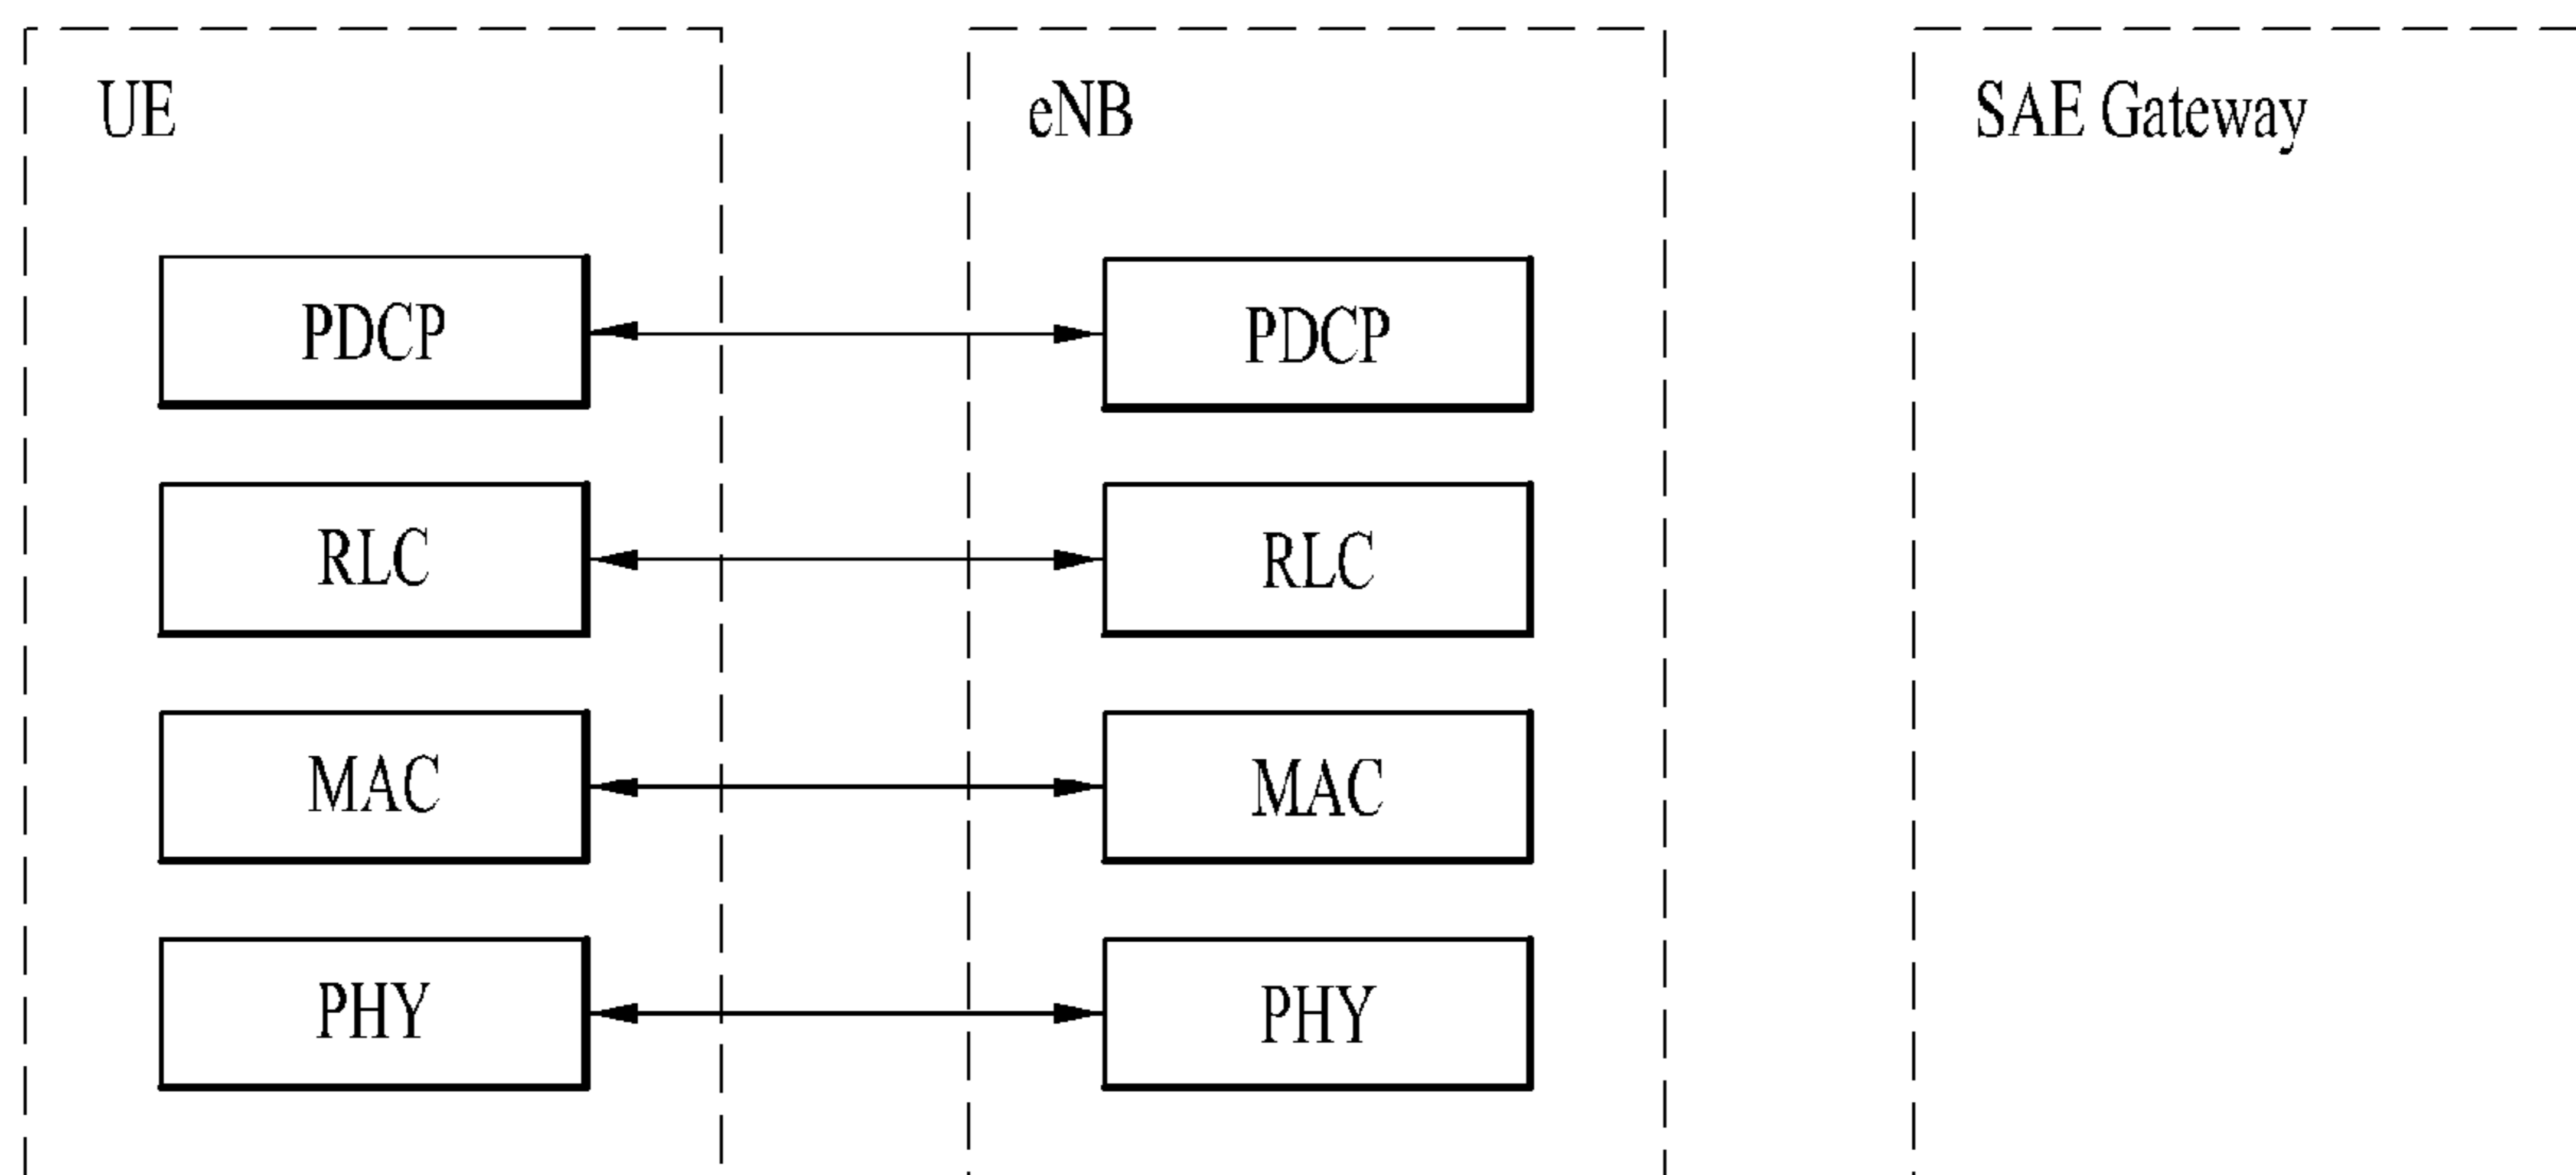 UE
eNB
SAE Gateway
PDCP
PDCP
RLC
RLC
MAC
MAC
PHY
PHY